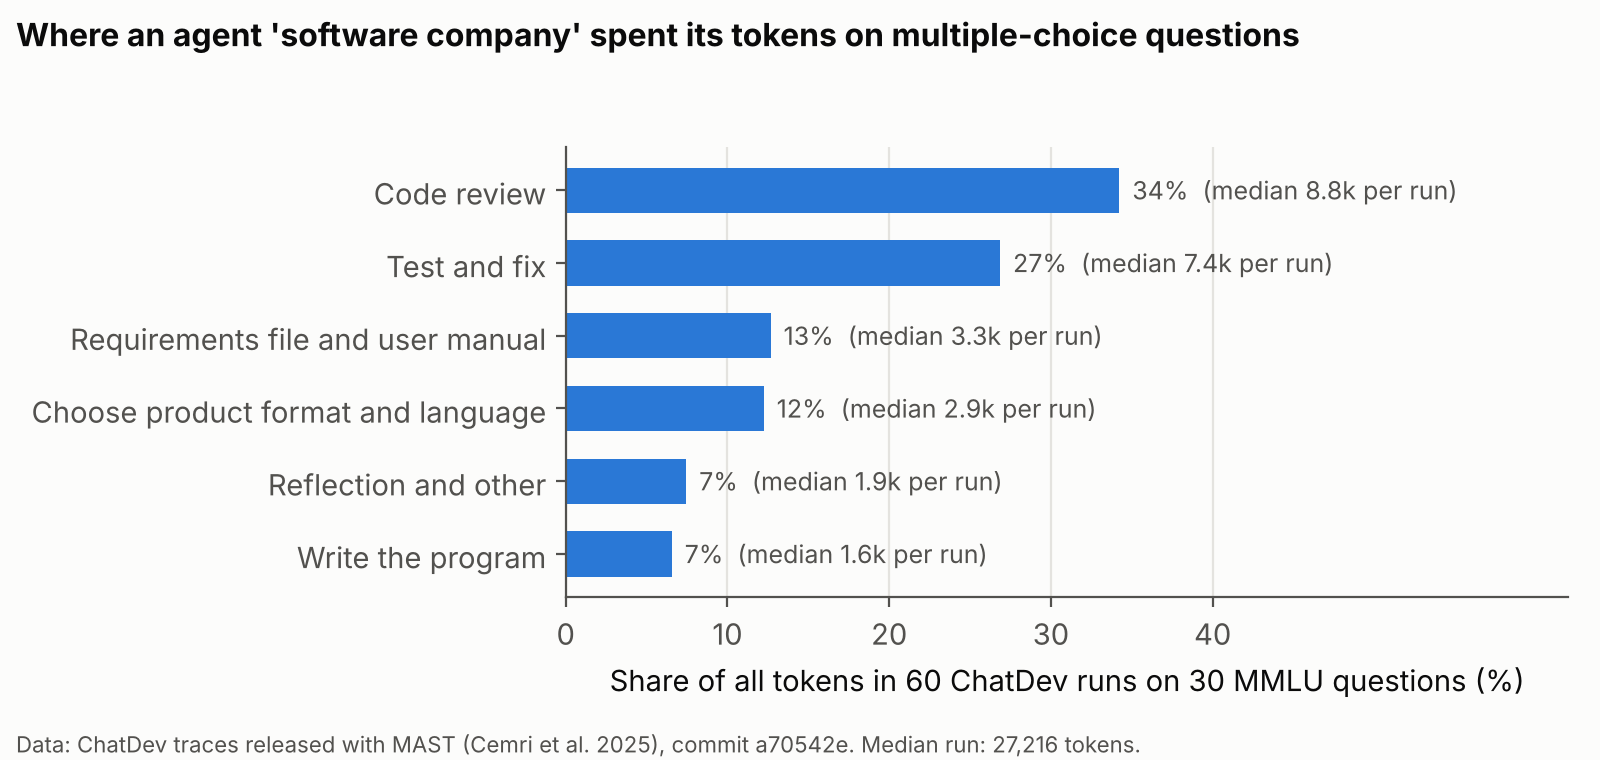 Where an agent 'software company' spent its tokens on multiple-choice questions
Code review 34% (median 8.8k per run)
Test and fix 27% (median 7.4k per run)
Requirements file and user manual 13% (median 3.3k per run)
Choose product format and language 12% (median 2.9k per run)
Reflection and other 7% (median 1.9k per run)
Write the program 7% (median 1.6k per run)
0 10 20 30 40
Share of all tokens in 60 ChatDev runs on 30 MMLU questions (%)
Data: ChatDev traces released with MAST (Cemri et al. 2025), commit a70542e. Median run: 27,216 tokens.